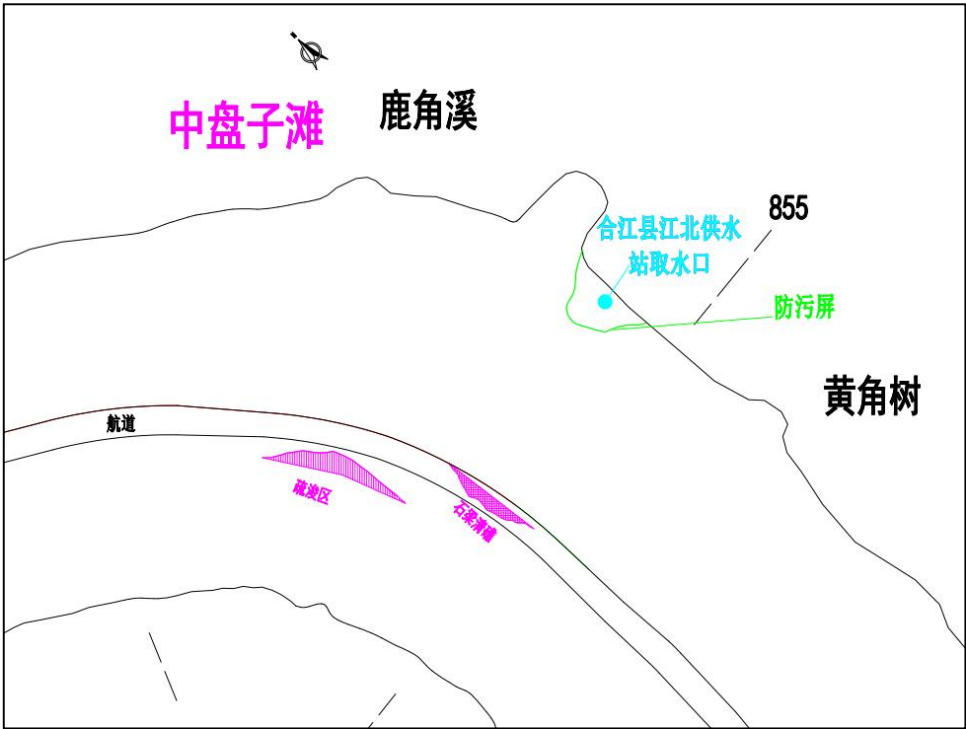 中盘子滩
鹿角溪
855
合江县江北供水
站取水口
防污屏
黄角树
航道
疏浚区
石梁清礁